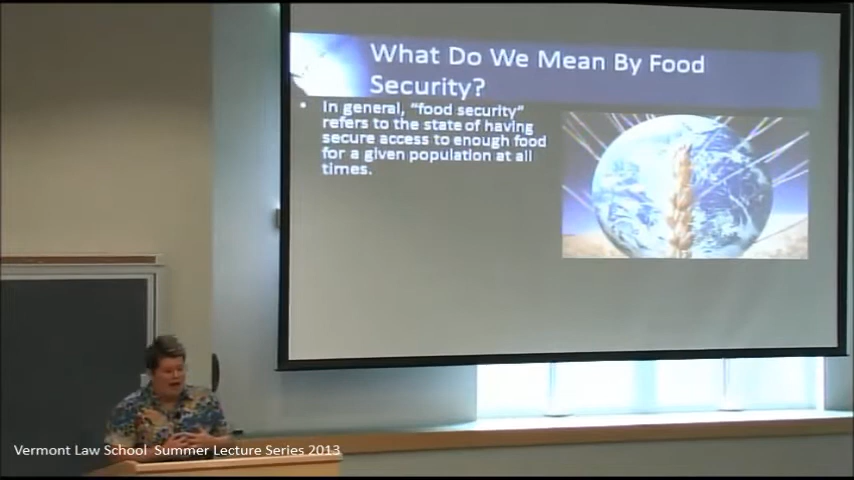 What Do We Mean By Food
Security?
• In general, “food security”
refers to the state of having
secure access to enough food
for a given population at all
times.
Vermont Law School Summer Lecture Series 2013